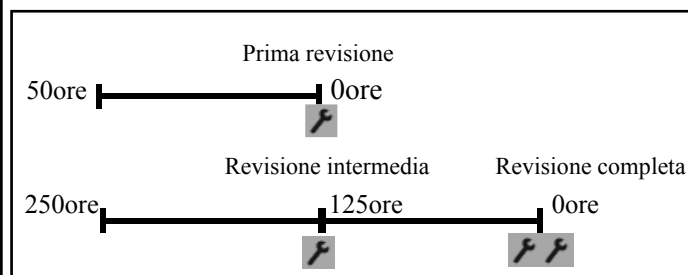 Prima revisione
50ore 0ore
Revisione intermedia Revisione completa
250ore 125ore 0ore